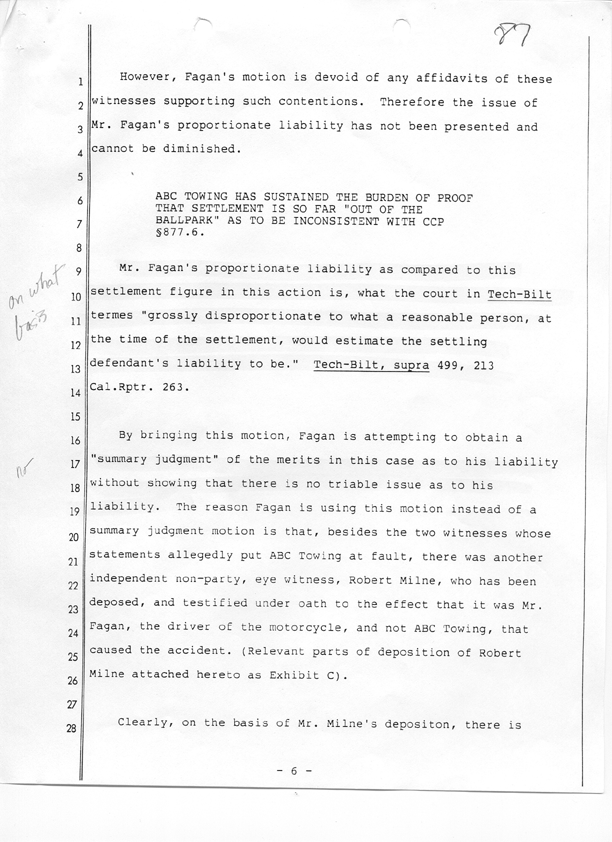 87
1 However, Fagan's motion is devoid of any affidavits of these
2 witnesses supporting such contentions. Therefore the issue of
3 Mr. Fagan's proportionate liability has not been presented and
4 cannot be diminished.
5
6 ABC TOWING HAS SUSTAINED THE BURDEN OF PROOF
THAT SETTLEMENT IS SO FAR "OUT OF THE
7 BALLPARK" AS TO BE INCONSISTENT WITH CCP
§877.6.
8
9 Mr. Fagan's proportionate liability as compared to this
on what
10 settlement figure in this action is, what the court in Tech-Bilt
basis
11 termes "grossly disproportionate to what a reasonable person, at
12 the time of the settlement, would estimate the settling
13 defendant's liability to be." Tech-Bilt, supra 499, 213
14 Cal.Rptr. 263.
15
16 By bringing this motion, Fagan is attempting to obtain a
no
17 "summary judgment" of the merits in this case as to his liability
18 without showing that there is no triable issue as to his
19 liability. The reason Fagan is using this motion instead of a
20 summary judgment motion is that, besides the two witnesses whose
21 statements allegedly put ABC Towing at fault, there was another
22 independent non-party, eye witness, Robert Milne, who has been
23 deposed, and testified under oath to the effect that it was Mr.
24 Fagan, the driver of the motorcycle, and not ABC Towing, that
25 caused the accident. (Relevant parts of deposition of Robert
26 Milne attached hereto as Exhibit C).
27
28 Clearly, on the basis of Mr. Milne's depositon, there is
- 6 -